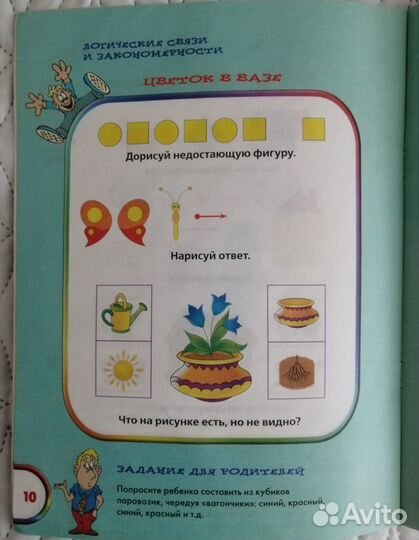 ЛОГИЧЕСКИЕ СВЯЗИ
И ЗАКОНОМЕРНОСТИ
ЦВЕТОК В ВАЗЕ
Дорисуй недостающую фигуру.
Нарисуй ответ.
Что на рисунке есть, но не видно?
ЗАДАНИЕ ДЛЯ РОДИТЕЛЕЙ
10
Попросите ребенка составить из кубиков
паровозик, чередуя «вагончики»: синий, красный,
синий, красный и т.д.
Avito